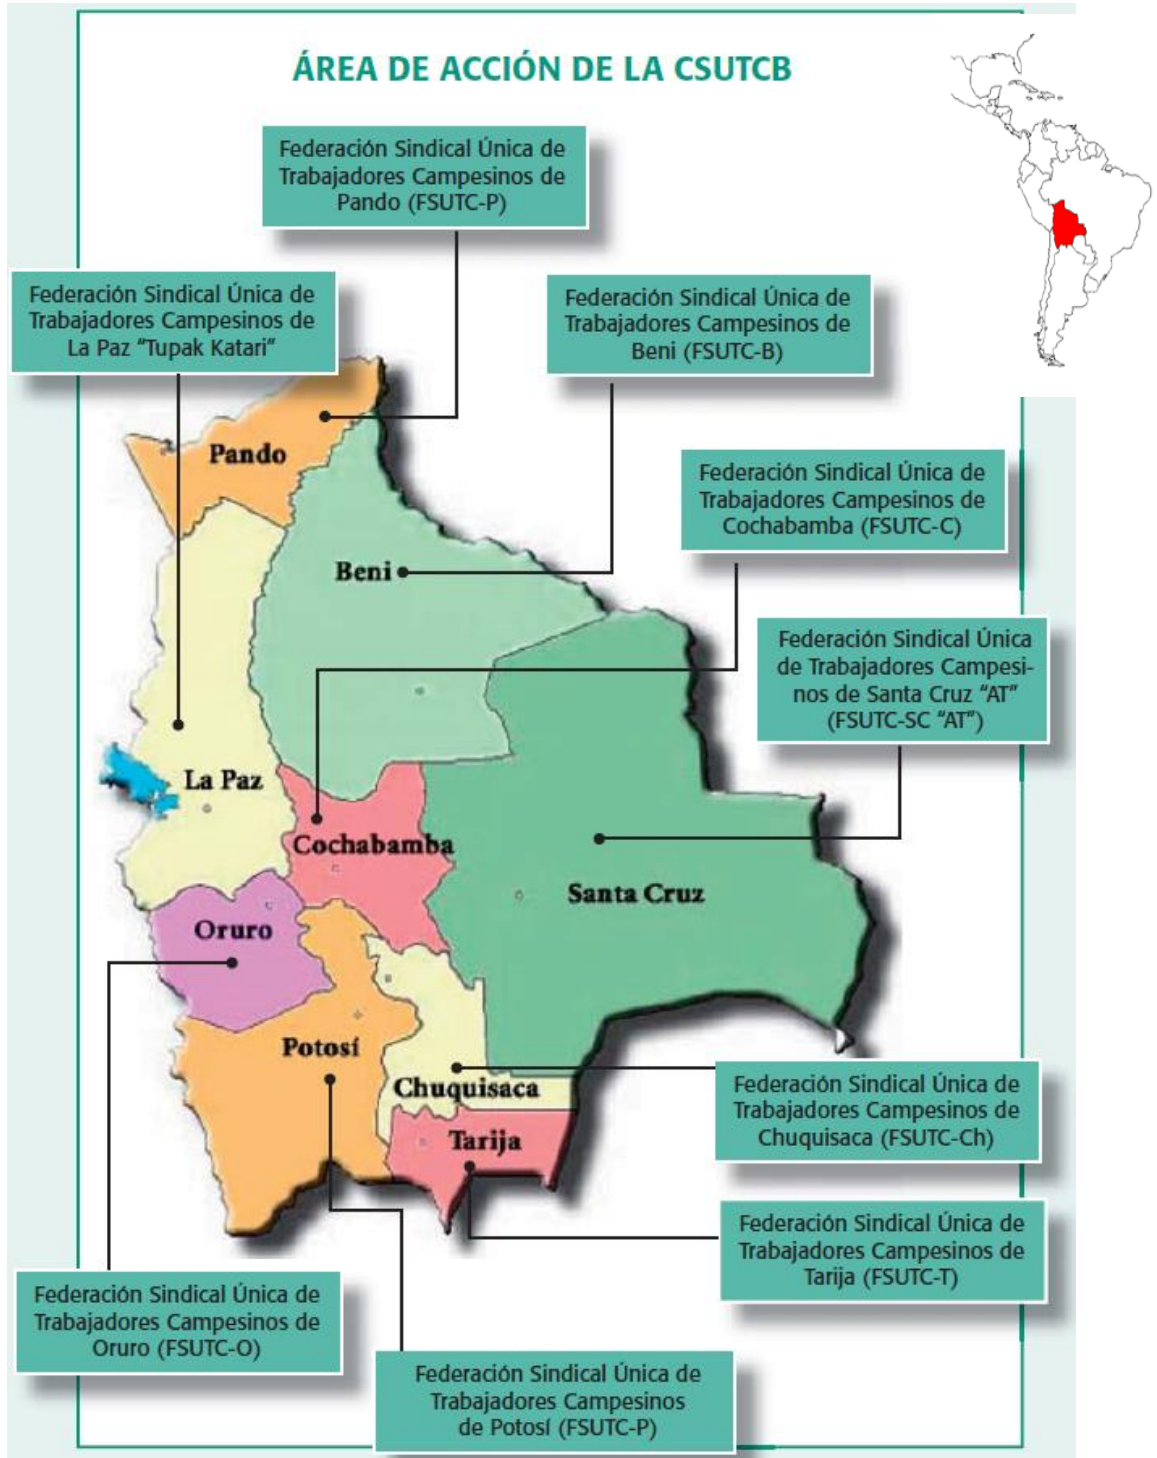 ÁREA DE ACCIÓN DE LA CSUTCB
Federación Sindical Única de
Trabajadores Campesinos de
Pando (FSUTC-P)
Federación Sindical Única de
Trabajadores Campesinos de
La Paz “Tupak Katari”
Federación Sindical Única de
Trabajadores Campesinos de
Beni (FSUTC-B)
Pando
Federación Sindical Única de
Trabajadores Campesinos de
Cochabamba (FSUTC-C)
Beni
Federación Sindical Única
de Trabajadores Campesi-
nos de Santa Cruz “AT”
(FSUTC-SC “AT”)
La Paz
Cochabamba
Santa Cruz
Oruro
Potosí
Chuquisaca
Federación Sindical Única de
Trabajadores Campesinos de
Chuquisaca (FSUTC-Ch)
Tarija
Federación Sindical Única de
Trabajadores Campesinos de
Tarija (FSUTC-T)
Federación Sindical Única de
Trabajadores Campesinos de
Oruro (FSUTC-O)
Federación Sindical Única de
Trabajadores Campesinos
de Potosí (FSUTC-P)